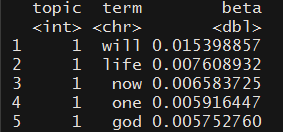 topic term beta
<int> <chr> <dbl>
1 1 will 0.015398857
2 1 life 0.007608932
3 1 now 0.006583725
4 1 one 0.005916447
5 1 god 0.005752760